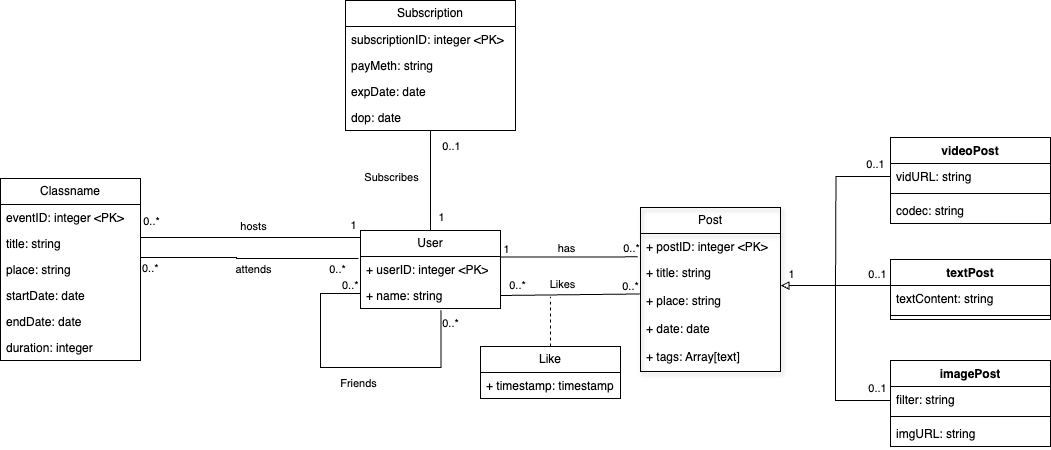 Subscription
subscriptionID: integer <PK>
payMeth: string
expDate: date
dop: date
0..1
Subscribes
1
Classname
eventID: integer <PK>
title: string
place: string
startDate: date
endDate: date
duration: integer
0..*
hosts
1
0..*
attends
0..*
User
+ userID: integer <PK>
+ name: string
0..*
0..*
Friends
1
has
0..*
0..*
Likes
0..*
Like
+ timestamp: timestamp
Post
+ postID: integer <PK>
+ title: string
+ place: string
+ date: date
+ tags: Array[text]
1
0..1
videoPost
vidURL: string
codec: string
0..1
textPost
textContent: string
0..1
imagePost
filter: string
imgURL: string